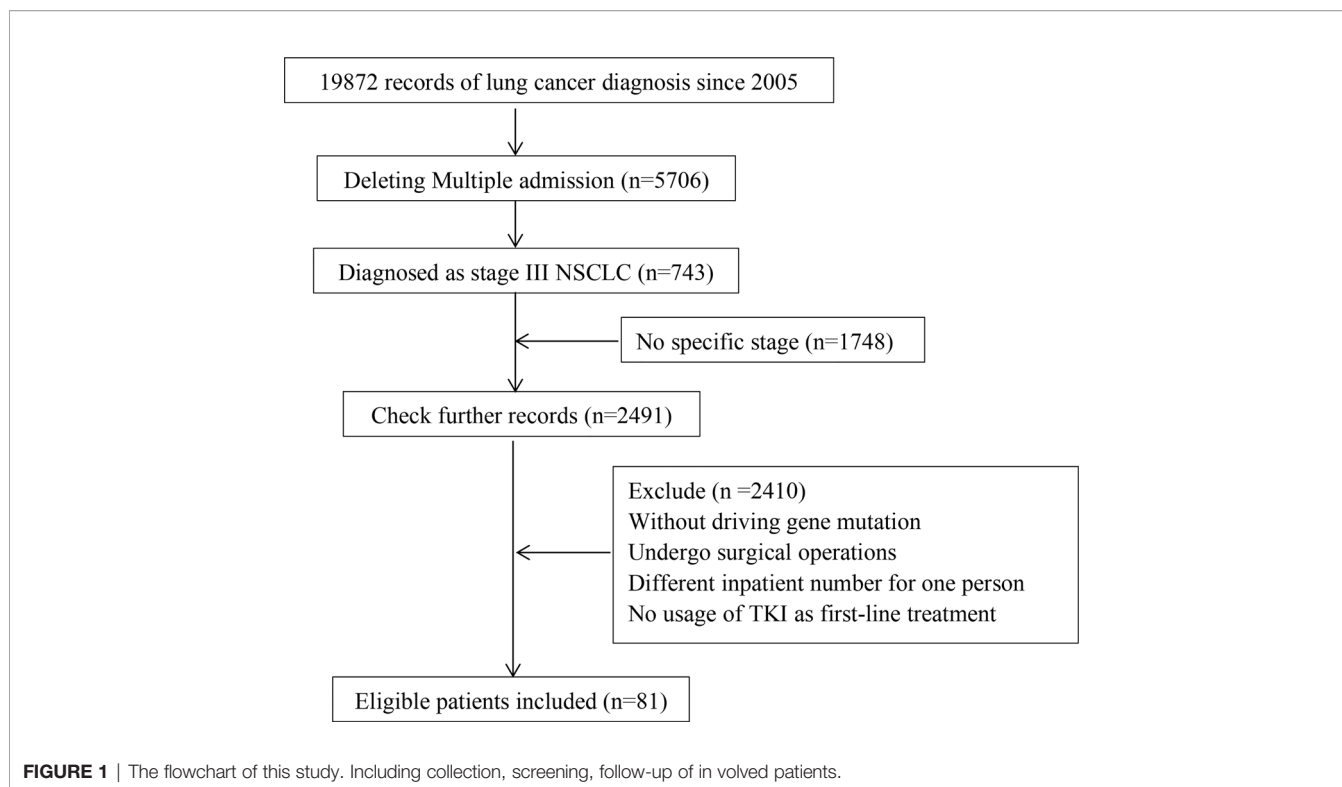 19872 records of lung cancer diagnosis since 2005
Deleting Multiple admission (n=5706)
Diagnosed as stage III NSCLC (n=743)
No specific stage (n=1748)
Check further records (n=2491)
Exclude (n =2410)
Without driving gene mutation
Undergo surgical operations
Different inpatient number for one person
No usage of TKI as first-line treatment
Eligible patients included (n=81)
FIGURE 1 | The flowchart of this study. Including collection, screening, follow-up of in volved patients.